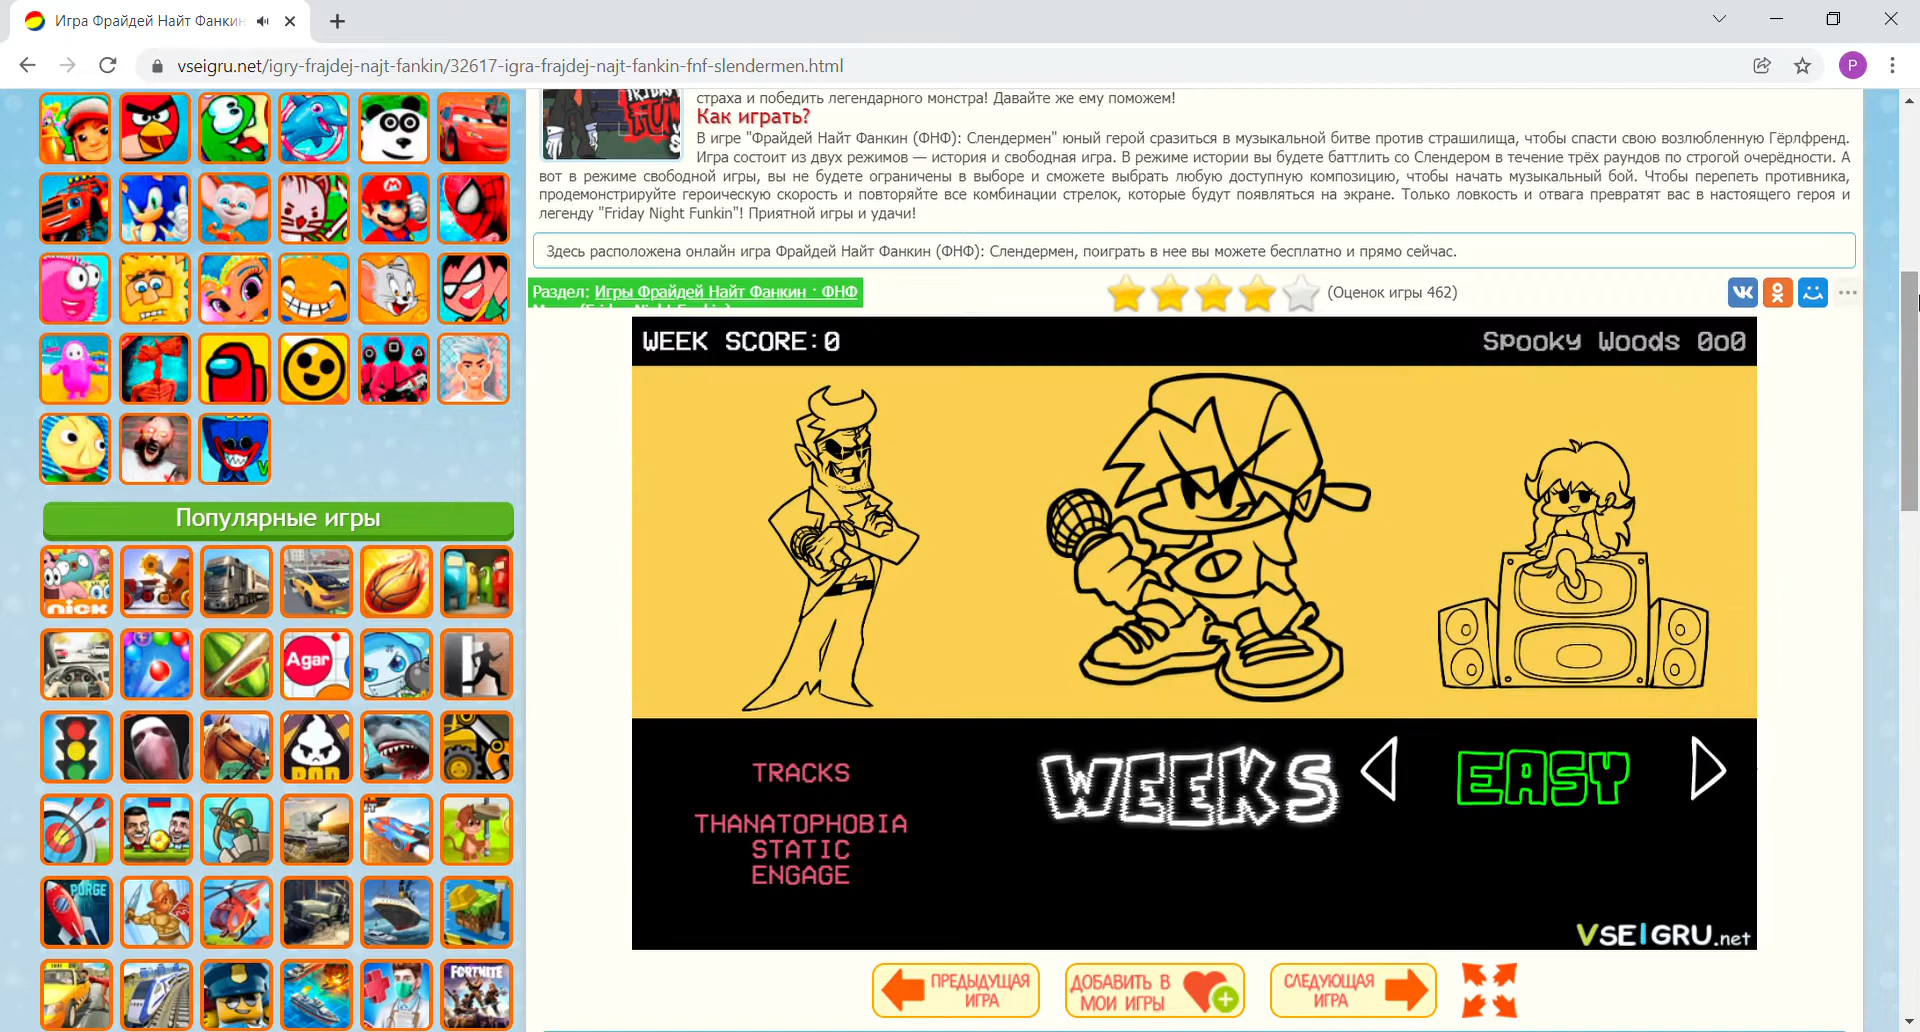 Игра Фрайдей Найт Фанкин
vseigru.net/igry-frajdej-najt-fankin/32617-igra-frajdej-najt-fankin-fnf-slendermen.html
P
страха и победить легендарного монстра! Давайте же ему поможем!
Как играть?
В игре "Фрайдей Найт Фанкин (ФНФ): Слендермен" юный герой сразиться в музыкальной битве против страшилища, чтобы спасти свою возлюбленную Гёрлфренд.
Игра состоит из двух режимов — история и свободная игра. В режиме истории вы будете баттлить со Слендером в течение трёх раундов по строгой очерёдности. А
вот в режиме свободной игры, вы не будете ограничены в выборе и сможете выбрать любую доступную композицию, чтобы начать музыкальный бой. Чтобы перепеть противника,
продемонстрируйте героическую скорость и повторяйте все комбинации стрелок, которые будут появляться на экране. Только ловкость и отвага превратят вас в настоящего героя и
легенду "Friday Night Funkin"! Приятной игры и удачи!
Здесь расположена онлайн игра Фрайдей Найт Фанкин (ФНФ): Слендермен, поиграть в нее вы можете бесплатно и прямо сейчас.
Раздел: Игры Фрайдей Найт Фанкин · ФНФ
(Оценок игры 462)
WEEK SCORE:0
Spooky Woods 0o0
TRACKS
THANATOPHOBIA
STATIC
ENGAGE
WEEKS
EASY
VSEIGRU.net
ПРЕДЫДУЩАЯ
ИГРА
ДОБАВИТЬ В
МОИ ИГРЫ
СЛЕДУЮЩАЯ
ИГРА
Популярные игры
nick
Agar
BAD
PURGE
FORTNITE